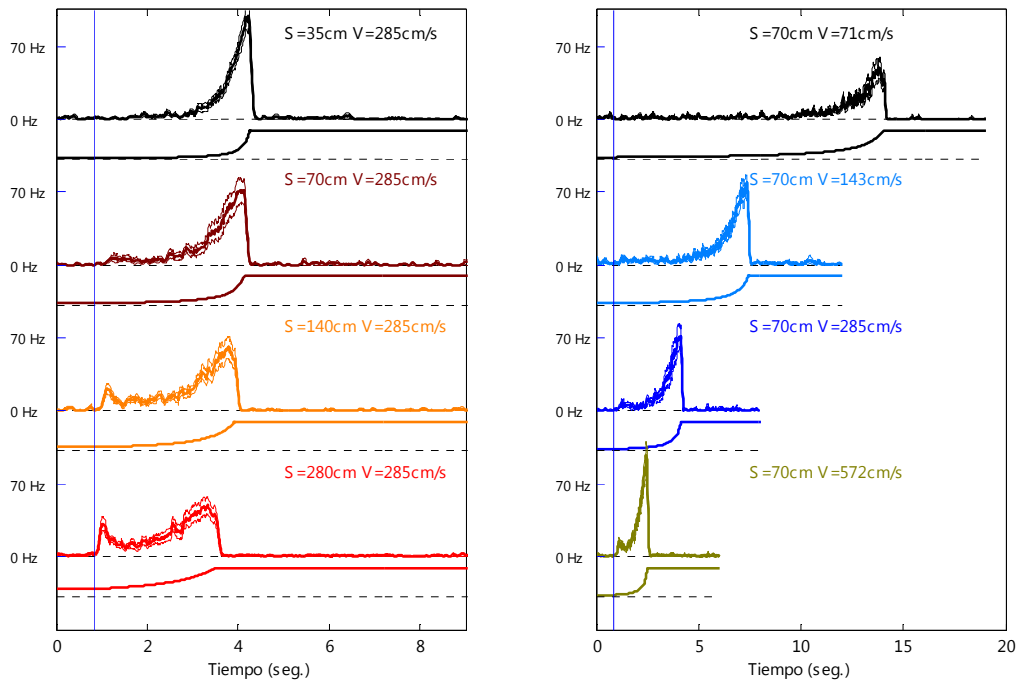 S =35cm V =285cm/s
70 Hz
0 Hz
S =70cm V =285cm/s
70 Hz
0 Hz
S =140cm V =285cm/s
70 Hz
0 Hz
S =280cm V =285cm/s
70 Hz
0 Hz
0 2 4 6 8
Tiempo (seg.)
S =70cm V =71cm/s
70 Hz
0 Hz
S =70cm V =143cm/s
70 Hz
0 Hz
S =70cm V =285cm/s
70 Hz
0 Hz
S =70cm V =572cm/s
70 Hz
0 Hz
0 5 10 15 20
Tiempo (seg.)